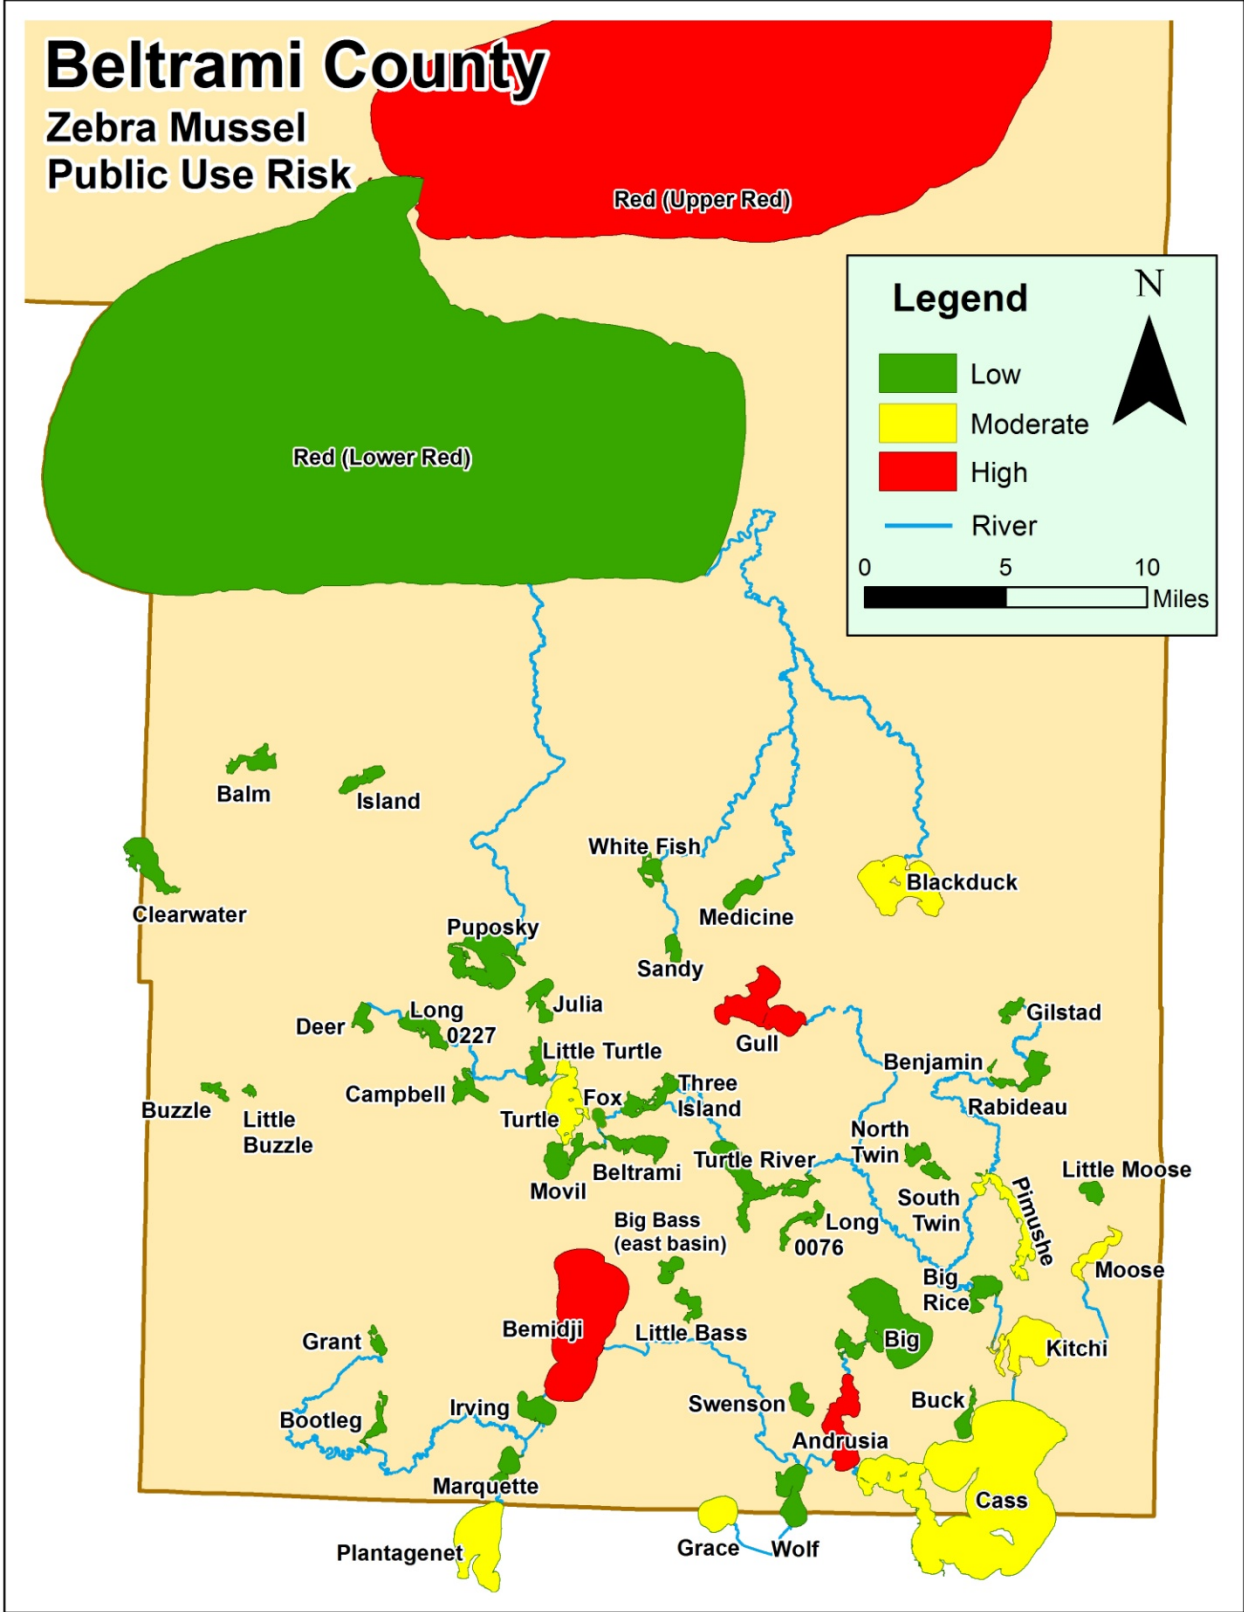 Beltrami County
Zebra Mussel
Public Use Risk
Red (Upper Red)
Legend
N
Low
Moderate
High
River
0 5 10
Miles
Red (Lower Red)
Balm
Island
White Fish
Blackduck
Clearwater
Medicine
Puposky
Sandy
Julia
Long
0227
Deer
Gull
Gilstad
Little Turtle
Benjamin
Campbell
Fox
Three
Island
Rabideau
Buzzle
Little
Buzzle
Turtle
North
Twin
Turtle River
Beltrami
Movil
Little Moose
South
Twin
Pimushe
Big Bass
(east basin)
Long
0076
Moose
Big
Rice
Bemidji
Little Bass
Big
Grant
Kitchi
Swenson
Buck
Irving
Bootleg
Andrusia
Marquette
Cass
Plantagenet
Grace
Wolf